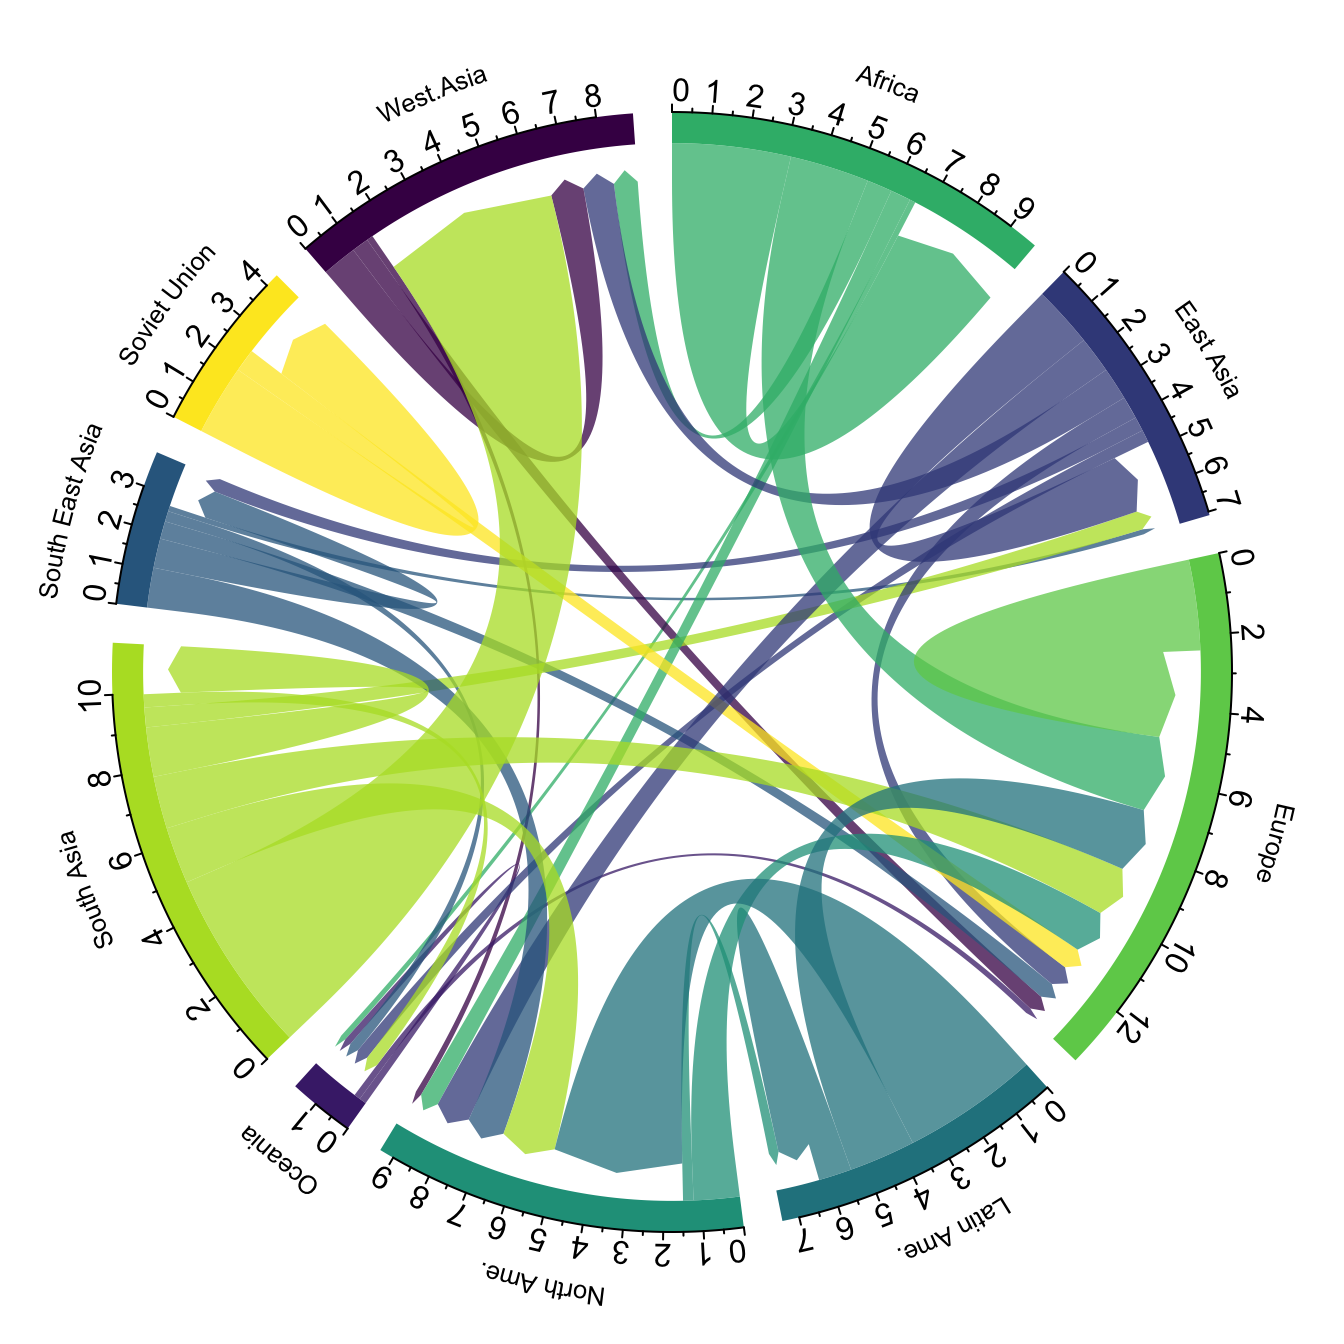 Africa
0 1 2 3 4 5 6 7 8 9
East Asia
0 1 2 3 4 5 6 7
Europe
0 2 4 6 8 10 12
Latin Ame.
0 1 2 3 4 5 6 7
North Ame.
0 1 2 3 4 5 6 7 8 9
Oceania
0 1
South Asia
0 2 4 6 8 10
South East Asia
0 1 2 3
Soviet Union
0 1 2 3 4
West.Asia
0 1 2 3 4 5 6 7 8